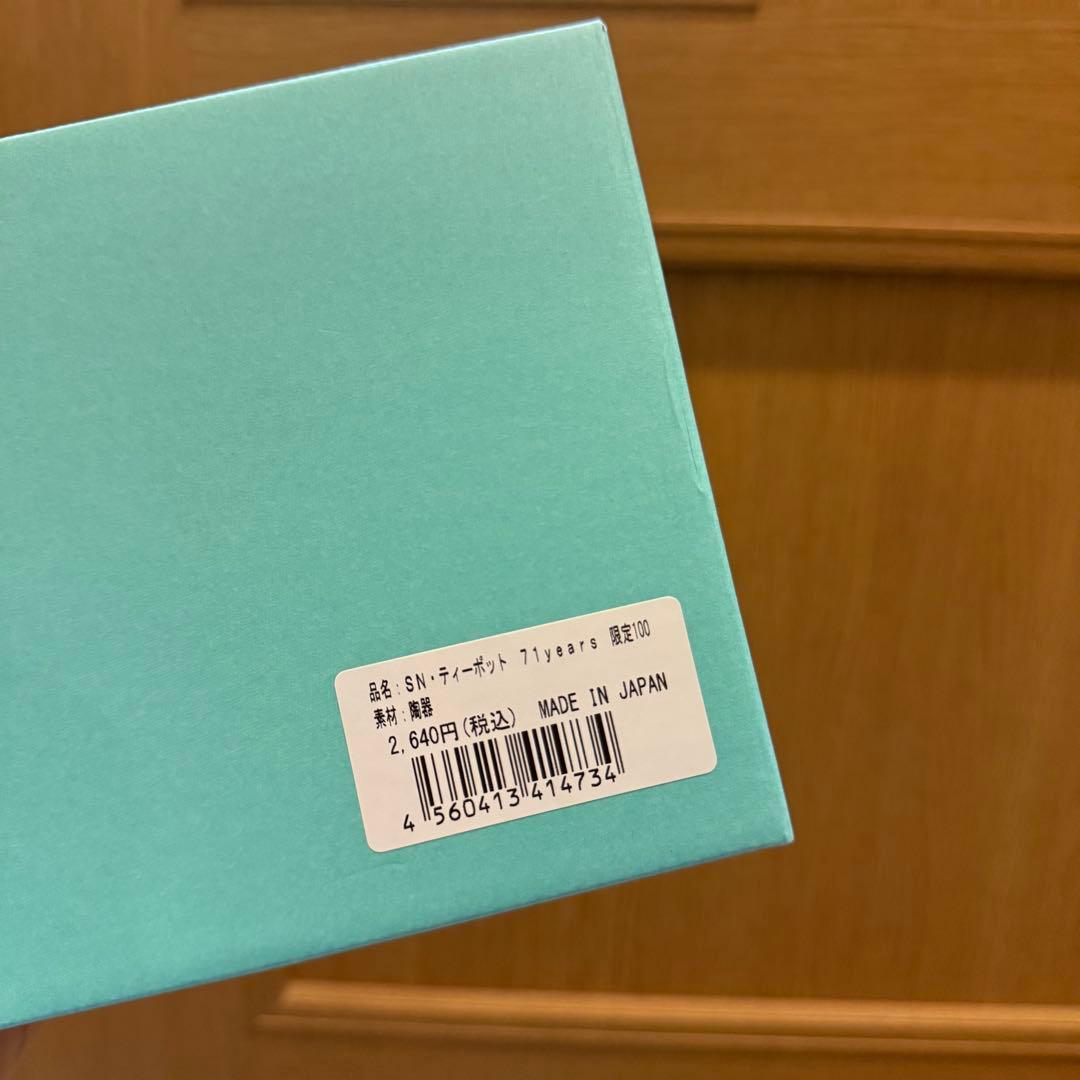 品名：SN・ティーポット 71years 限定100
素材：陶器
2,640円(税込) MADE IN JAPAN
4 560413 414734